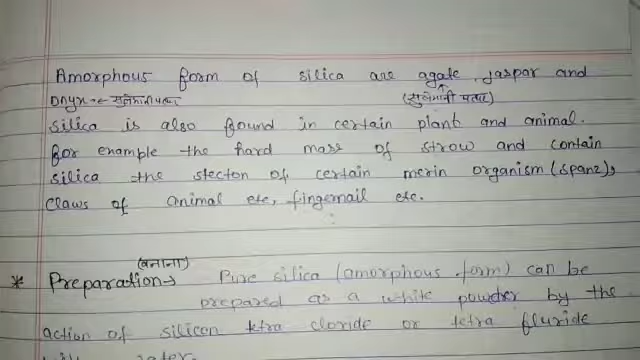 Amorphous form of silica are agate, jaspar and
(सुलेमानी पत्थर)
Onyx सुलेमानी पत्थर
silica is also found in certain plant and animal.
for example the hard mass of strow and contain
silica the slecton of certain merin organism (spanz),
claws of animal etc, fingernail etc.
(बनाना)
* Preparation → Pure silica (amorphous form) can be
prepared as a white powder by the
action of silicon tetra cloride or tetra fluride